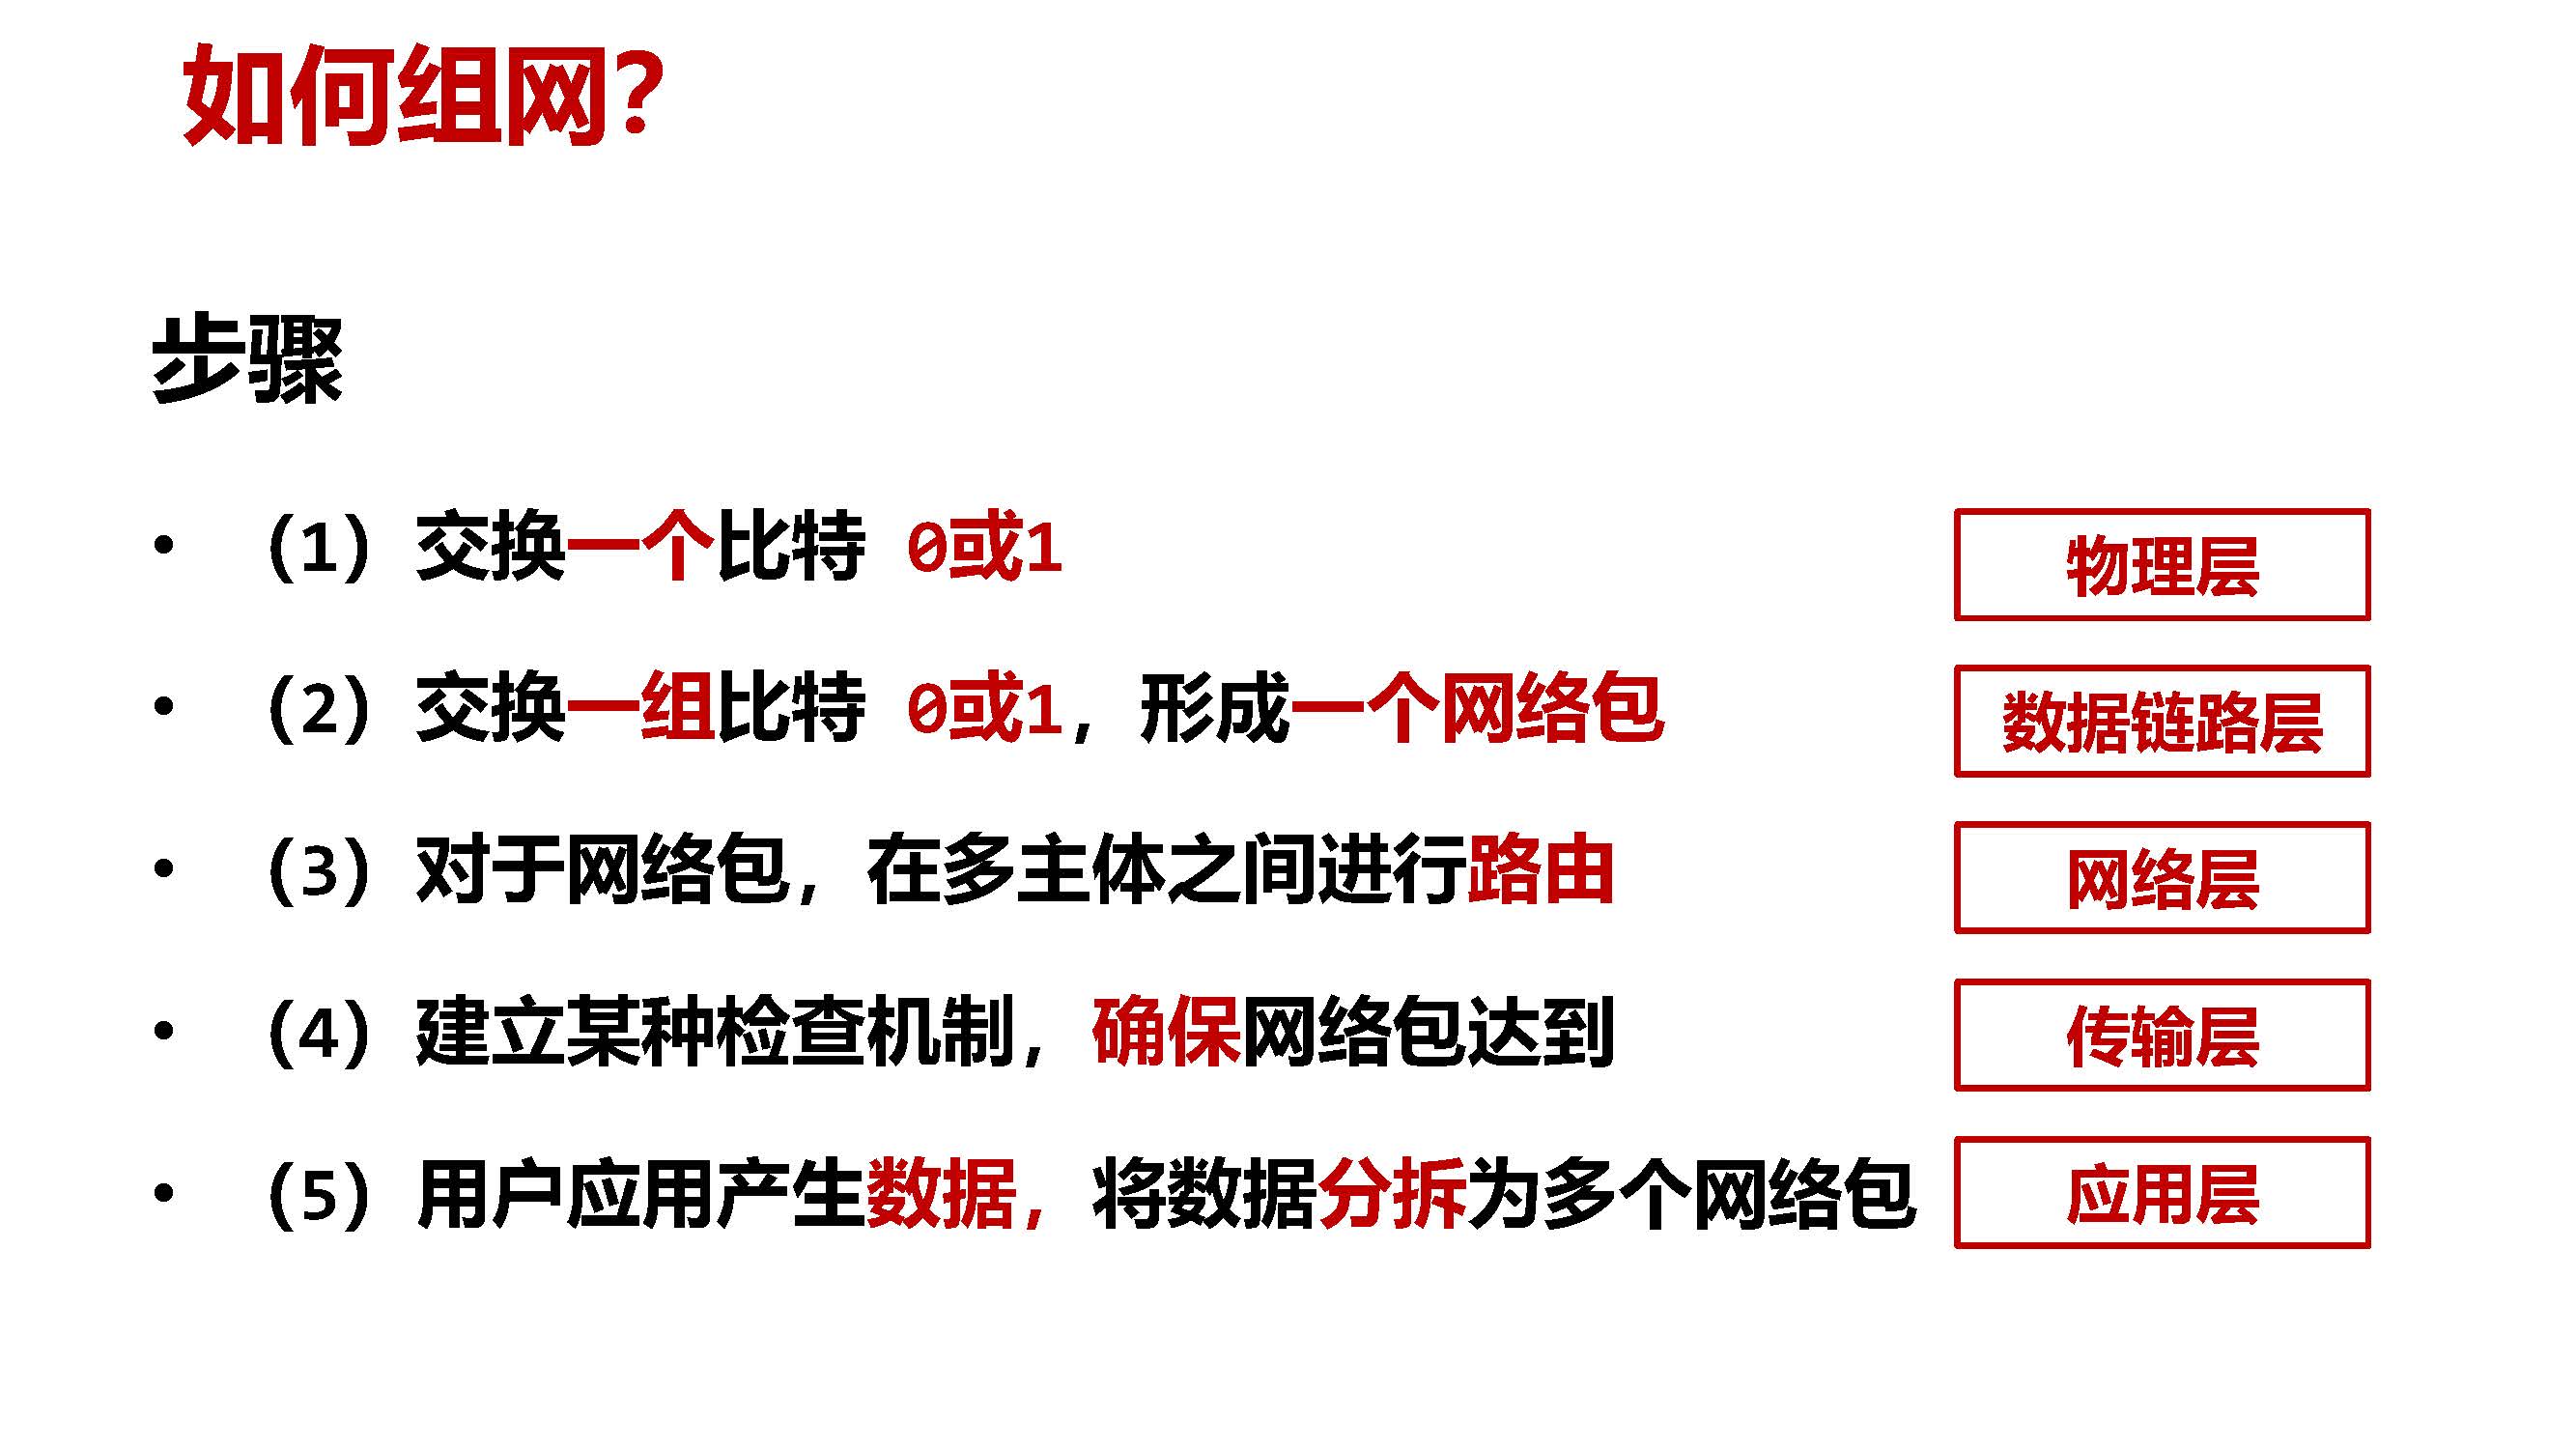 如何组网？
步骤
• （1）交换一个比特 0或1
物理层
• （2）交换一组比特 0或1，形成一个网络包
数据链路层
• （3）对于网络包，在多主体之间进行路由
网络层
• （4）建立某种检查机制，确保网络包达到
传输层
• （5）用户应用产生数据，将数据分拆为多个网络包
应用层